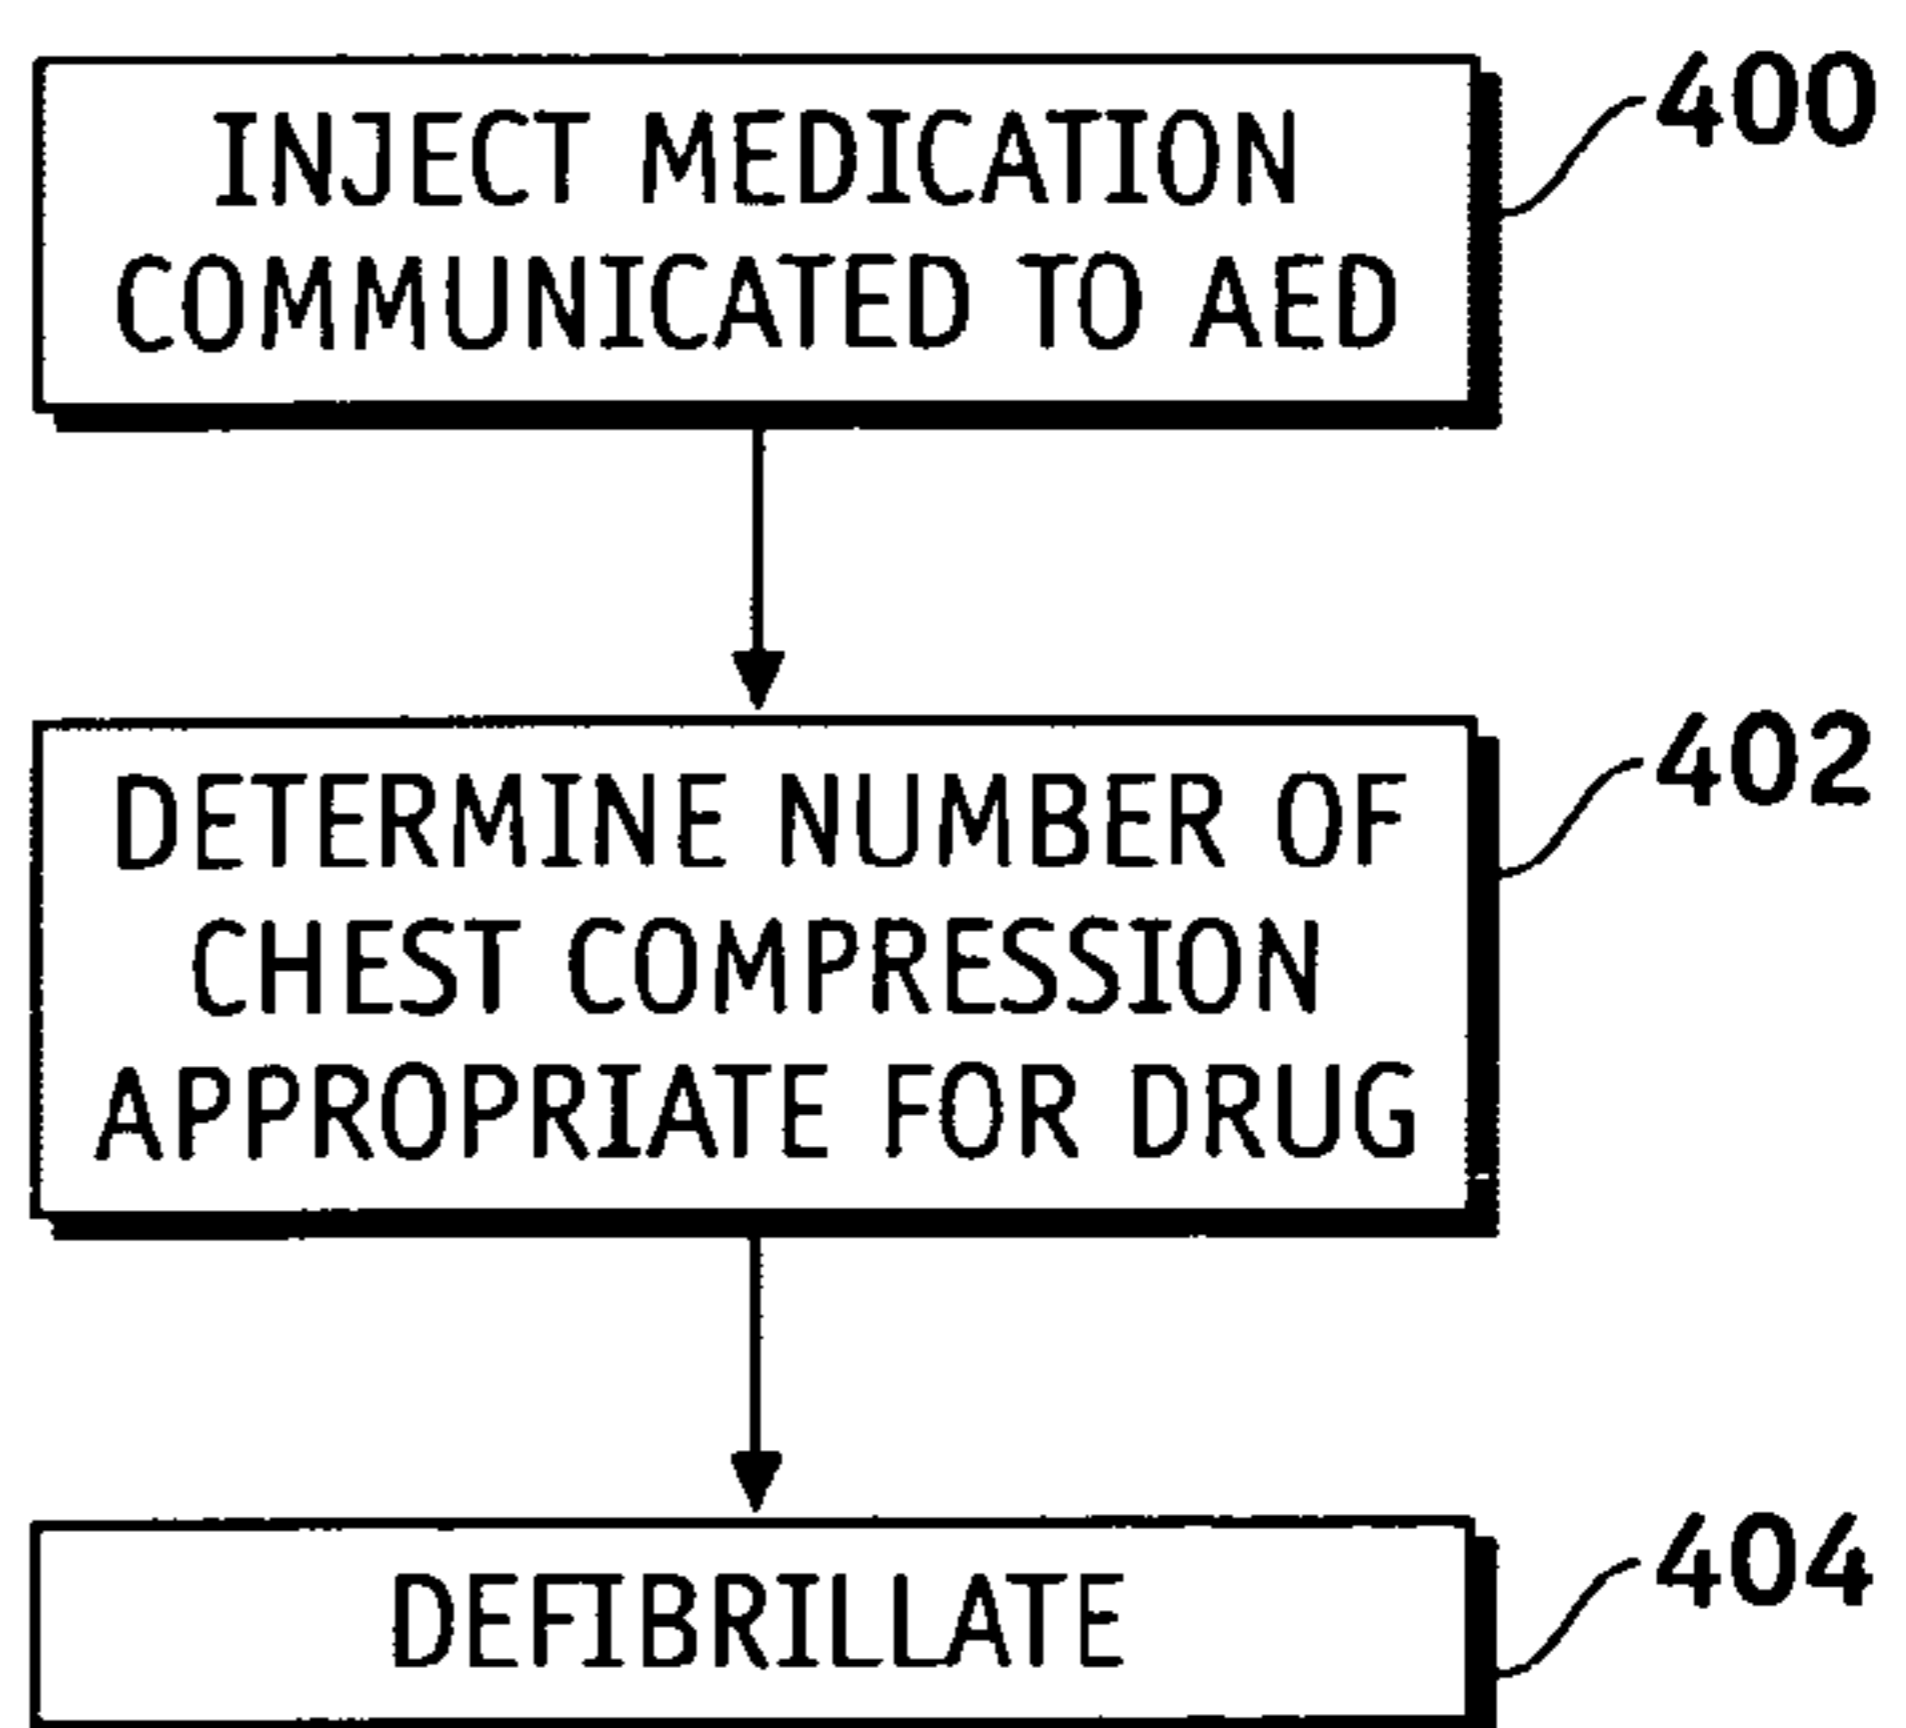 INJECT MEDICATION
COMMUNICATED TO AED
400
DETERMINE NUMBER OF
CHEST COMPRESSION
APPROPRIATE FOR DRUG
402
DEFIBRILLATE
404